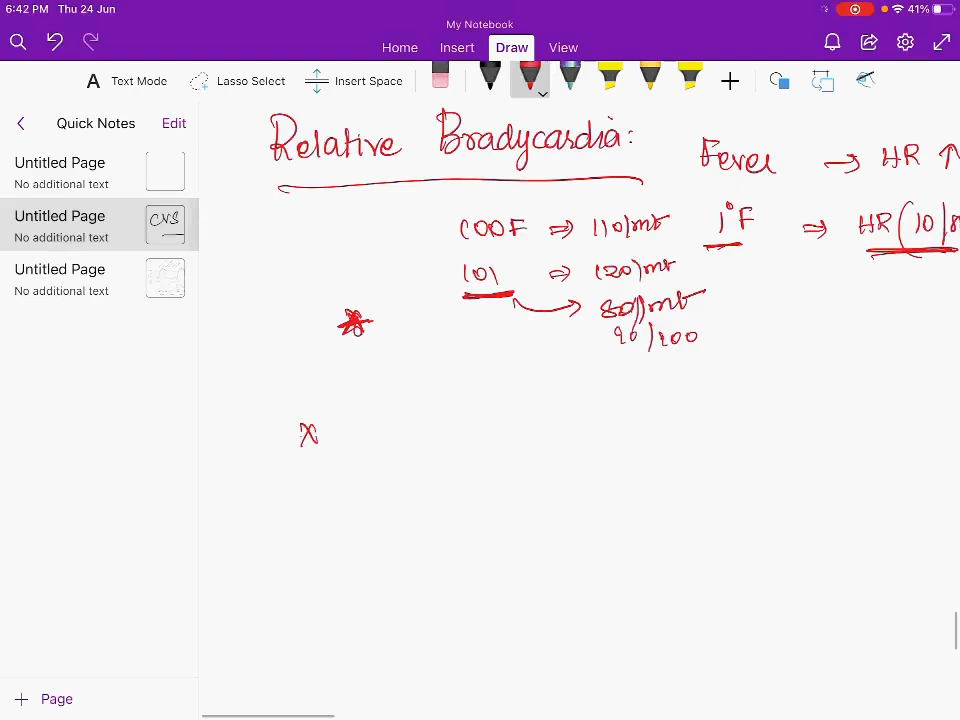 6:42 PM Thu 24 Jun 41%
My Notebook
Home Insert Draw View
Text Mode Lasso Select Insert Space
Quick Notes Edit
Untitled Page
No additional text
Untitled Page
No additional text
CNS
Untitled Page
No additional text
Page
Relative Bradycardia:
Fever → HR ↑
100F ⇒ 110/mt 1°F ⇒ HR (10/
101 ⇒ 120/mt
80/mt
90/100
X